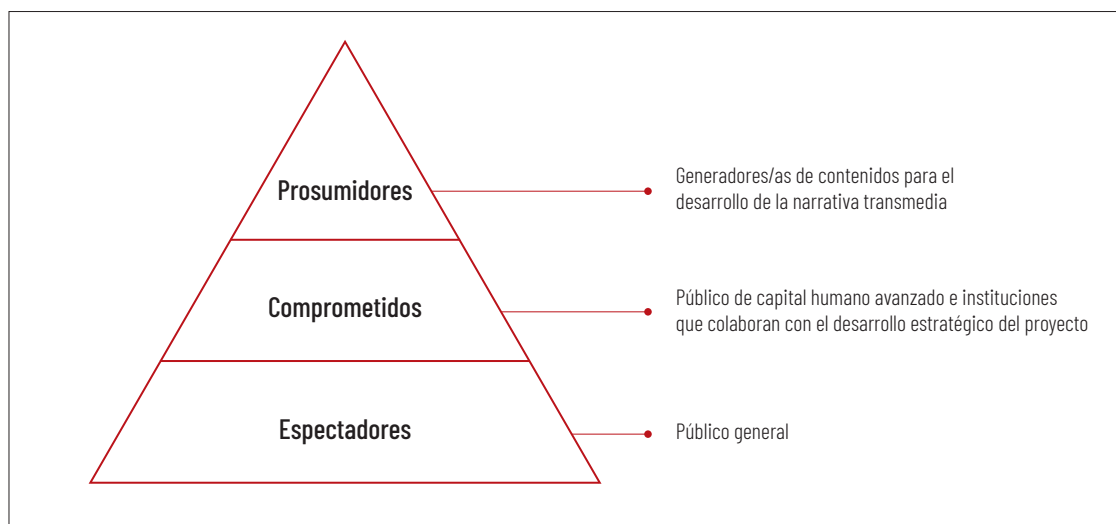 Prosumidores
Generadores/as de contenidos para el
desarrollo de la narrativa transmedia
Comprometidos
Público de capital humano avanzado e instituciones
que colaboran con el desarrollo estratégico del proyecto
Espectadores
Público general